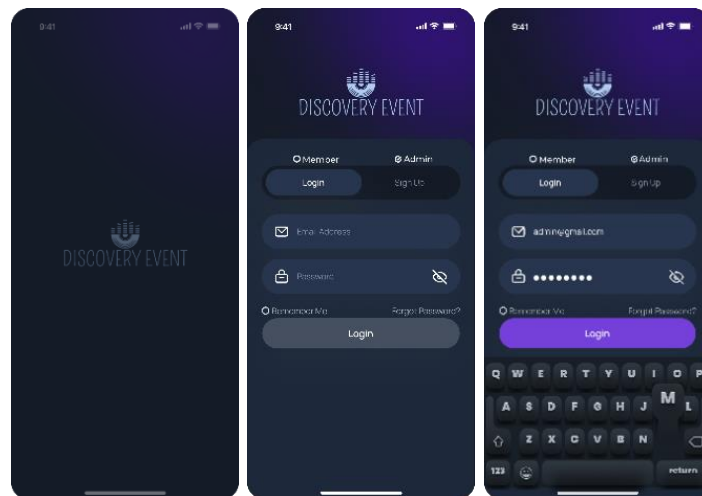 9:41
DISCOVERY EVENT
9:41
DISCOVERY EVENT
Member Admin
Login Sign Up
Email Address
Password
Remember Me Forgot Password?
Login
9:41
DISCOVERY EVENT
Member Admin
Login Sign Up
admin@gmail.com
Remember Me Forgot Password?
Login
Q W E R T Y U I O P
A S D F G H J M L
Z X C V B N
123 return